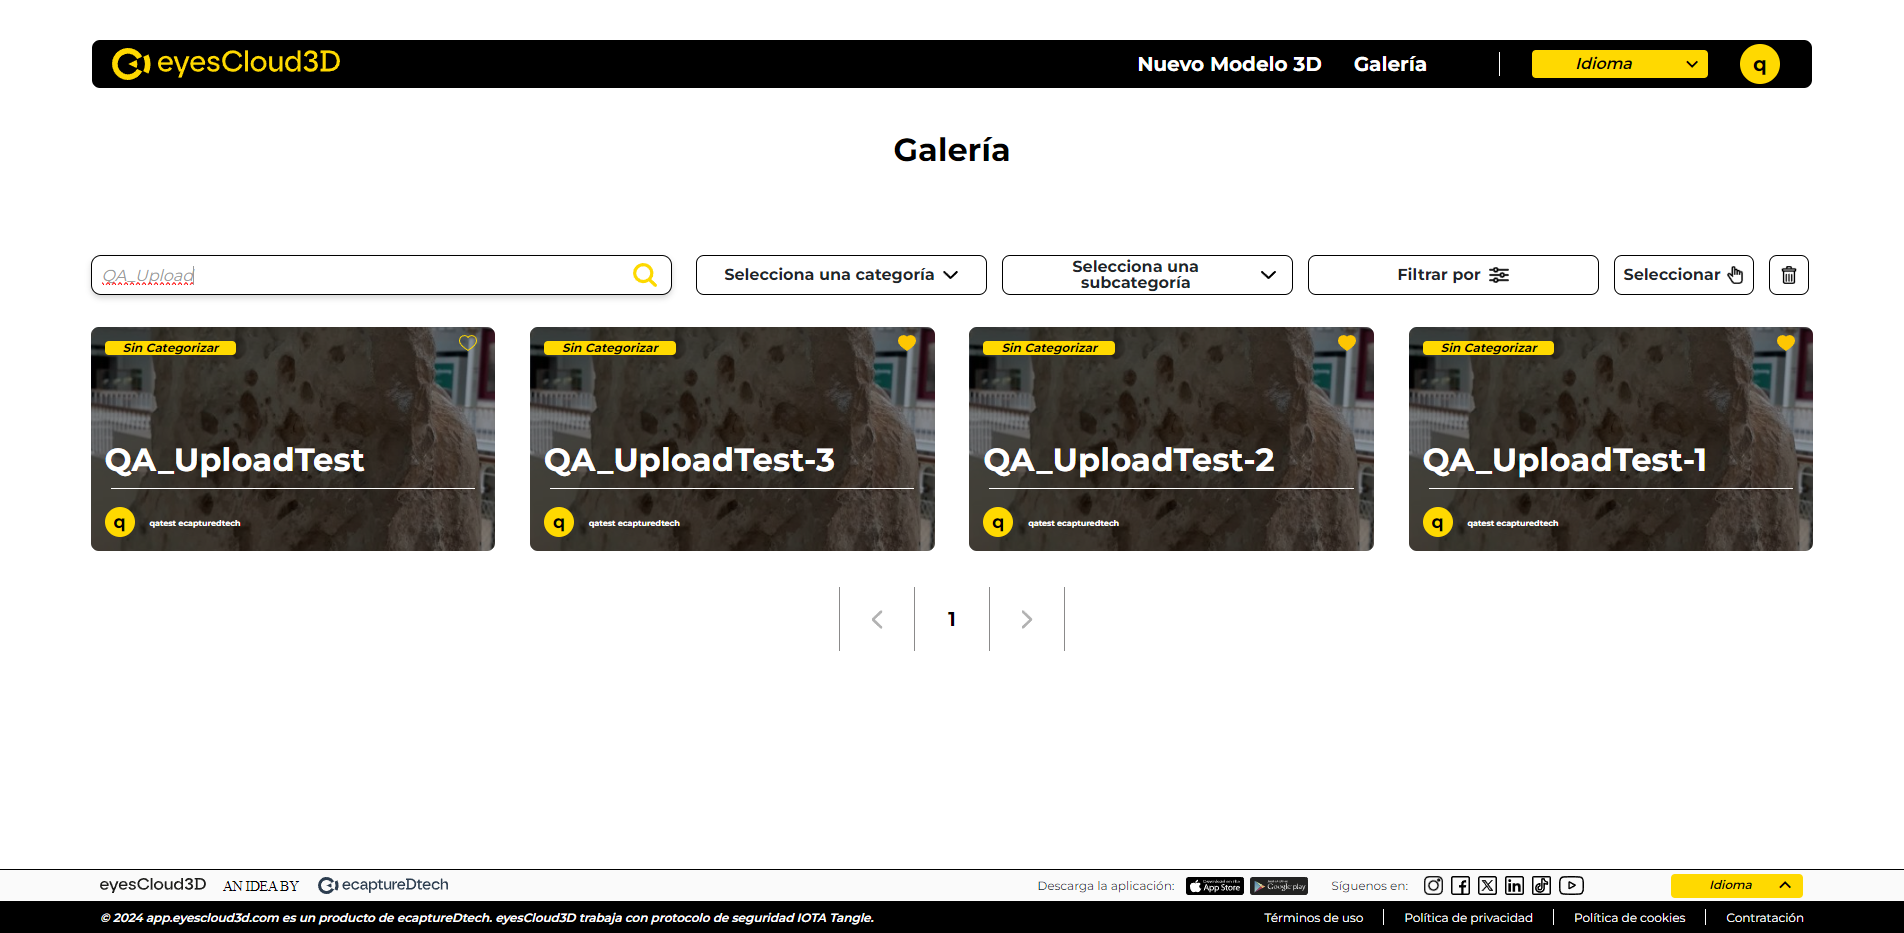 eyesCloud3D
Nuevo Modelo 3D
Galería
Idioma
q
Galería
QA_Upload
Selecciona una categoría
Selecciona una
subcategoría
Filtrar por
Seleccionar
Sin Categorizar
QA_UploadTest
q
qatest ecapturedtech
Sin Categorizar
QA_UploadTest-3
q
qatest ecapturedtech
Sin Categorizar
QA_UploadTest-2
q
qatest ecapturedtech
Sin Categorizar
QA_UploadTest-1
q
qatest ecapturedtech
1
eyesCloud3D
AN IDEA BY
ecaptureDtech
Descarga la aplicación:
App Store
Google play
Síguenos en:
Idioma
© 2024 app.eyescloud3d.com es un producto de ecaptureDtech. eyesCloud3D trabaja con protocolo de seguridad IOTA Tangle.
Términos de uso
Política de privacidad
Política de cookies
Contratación